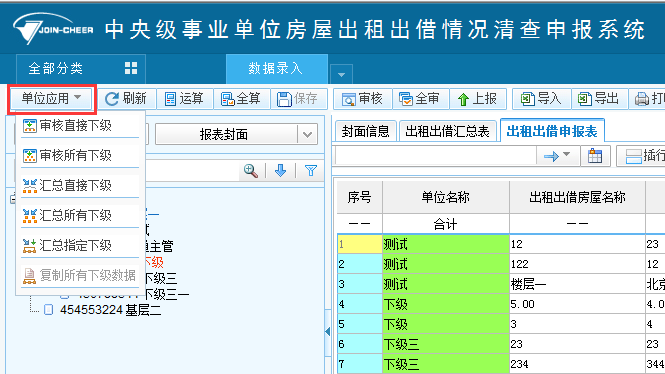 JOIN-CHEER 中央级事业单位房屋出租出借情况清查申报系统
全部分类 数据录入
单位应用 刷新 运算 全算 保存 审核 全审 上报 导入 导出
审核直接下级
审核所有下级
汇总直接下级
汇总所有下级
汇总指定下级
复制所有下级数据
报表封面
主管
下级
下级三
下级三一
454553224 基层二
封面信息 出租出借汇总表 出租出借申报表
插行
序号 单位名称 出租出借房屋名称
—— 合计 ——
1 测试 12 23
2 测试 122 12
3 测试 楼层一 北京
4 下级 5.00 4.0
5 下级 3 4
6 下级三 23 23
7 下级三 234 344